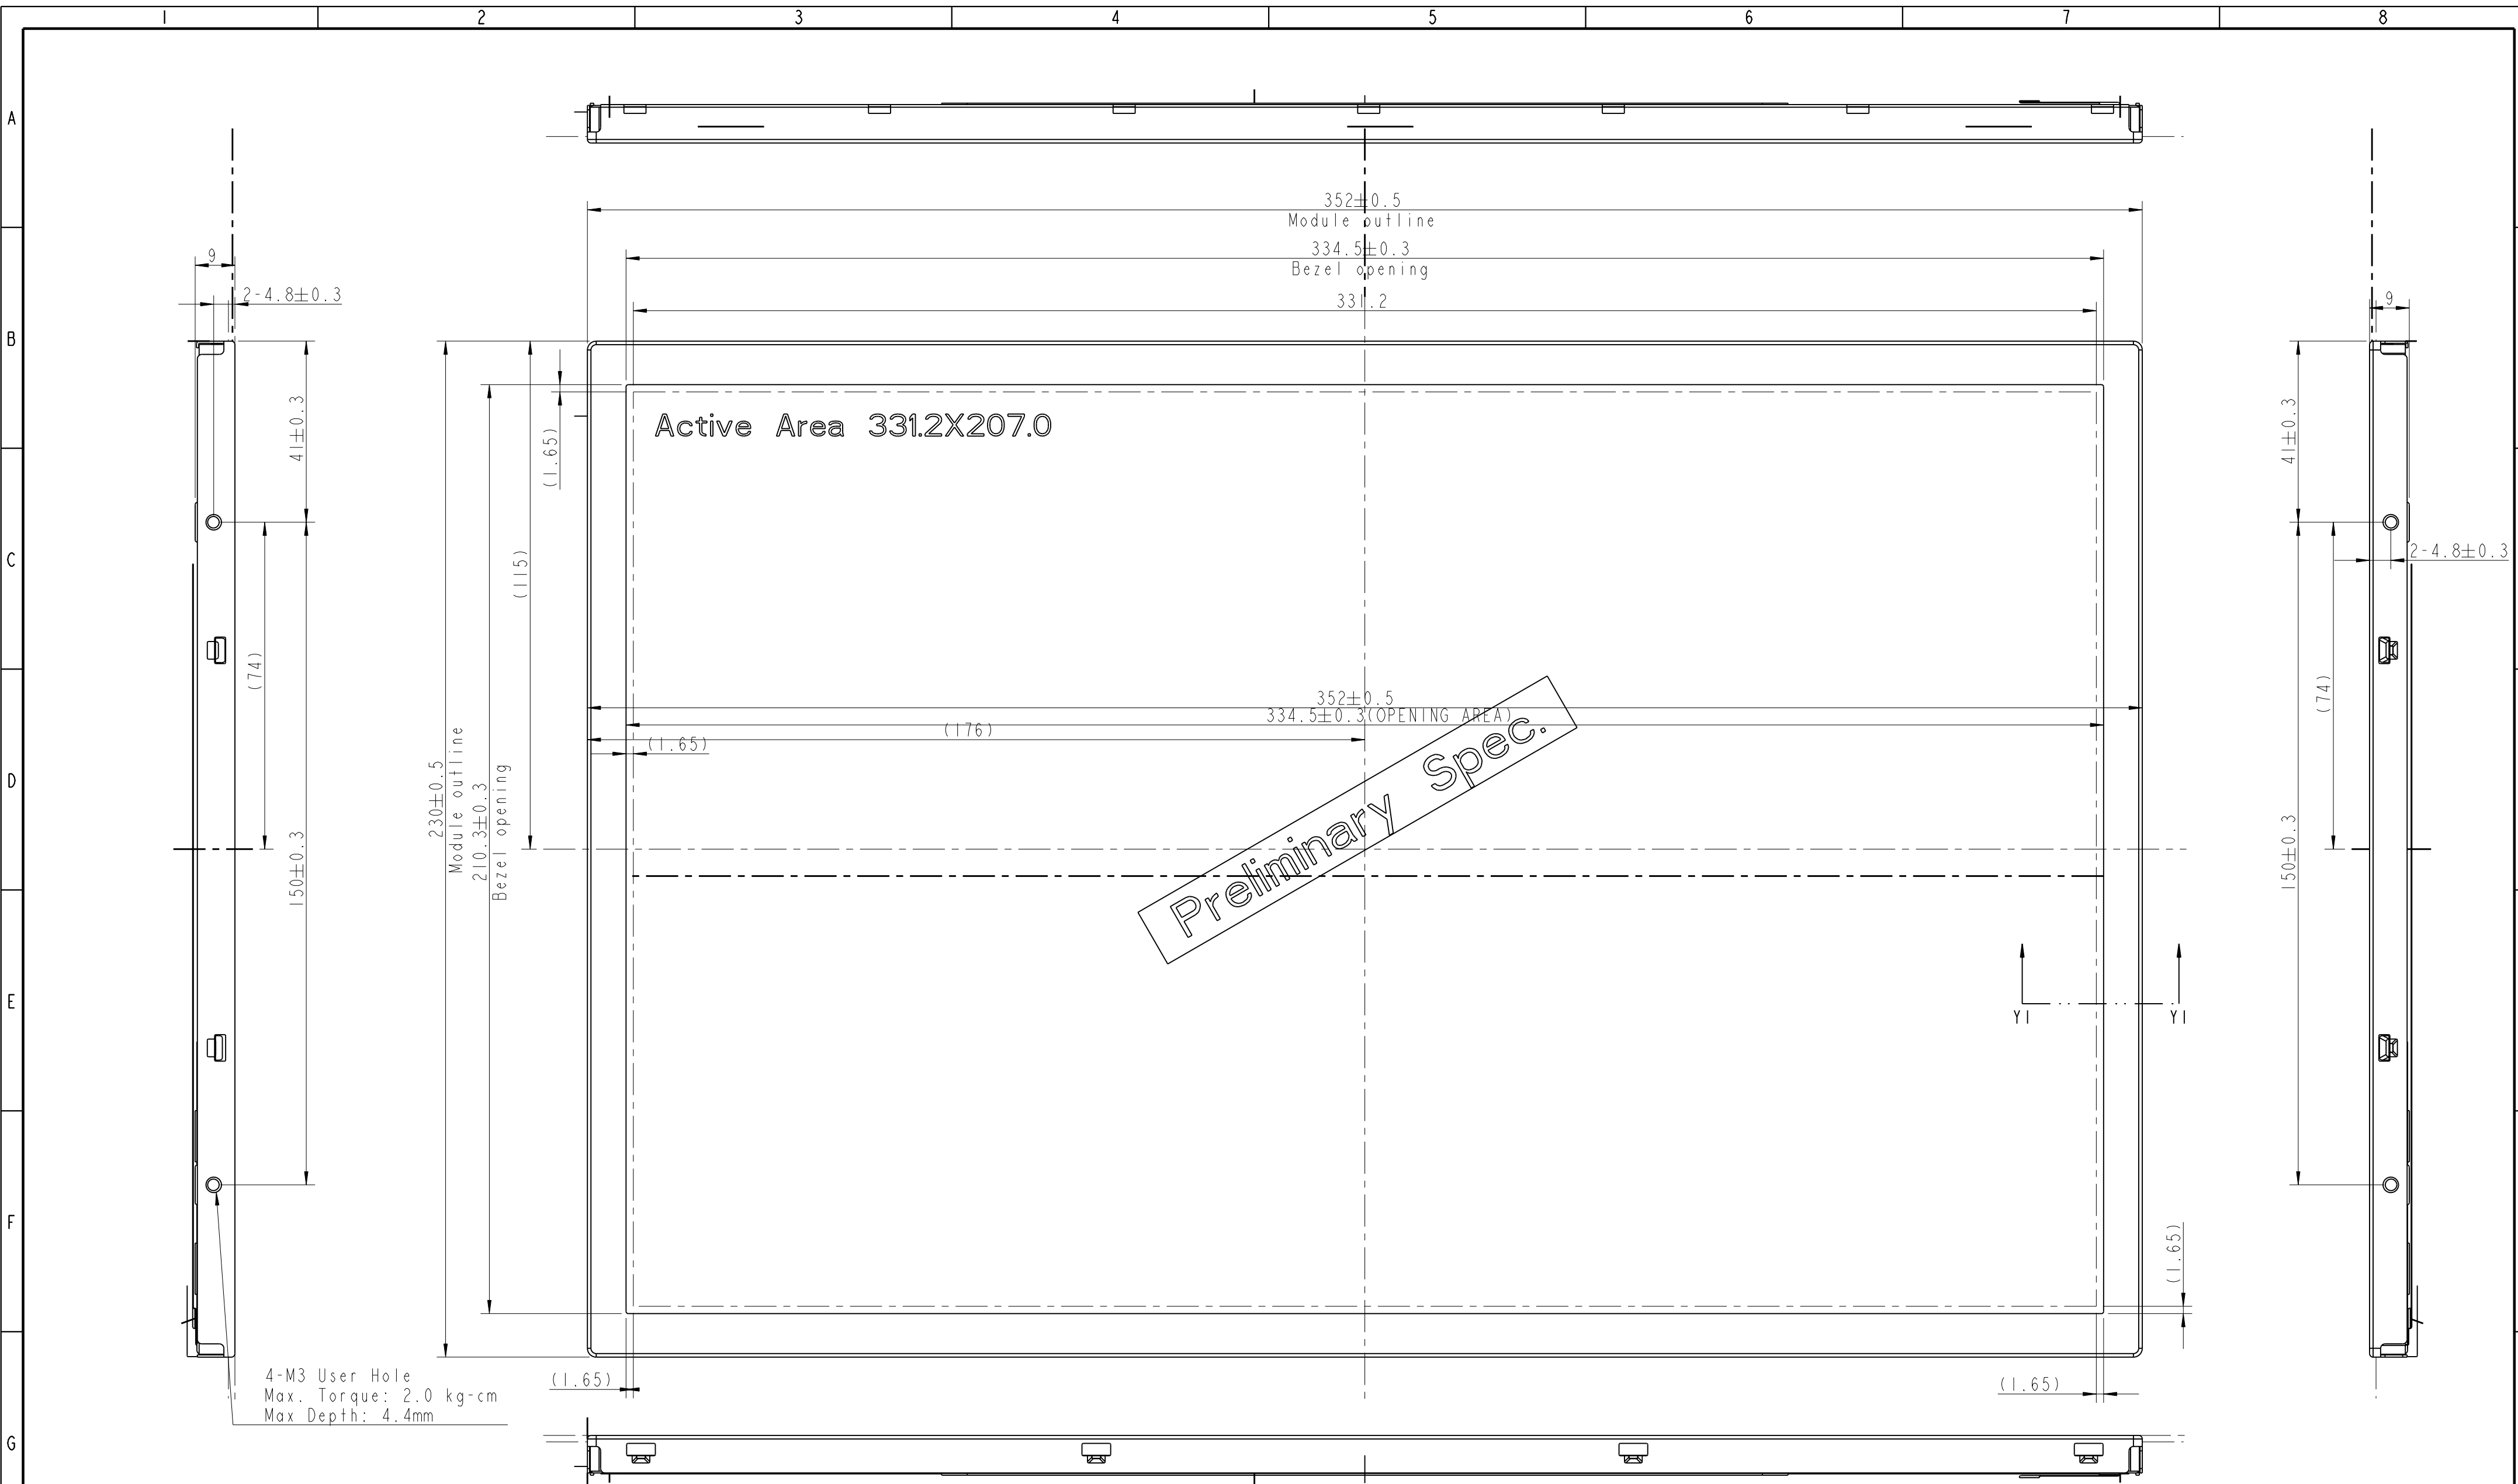 1 2 3 4 5 6 7 8
A
B
C
D
E
F
G
352±0.5
Module outline
334.5±0.3
Bezel opening
331.2
9
2-4.8±0.3
41±0.3
(74)
150±0.3
4-M3 User Hole
Max. Torque: 2.0 kg-cm
Max Depth: 4.4mm
230±0.5
Module outline
210.3±0.3
Bezel opening
(115)
(1.65)
Active Area 331.2X207.0
352±0.5
334.5±0.3(OPENING AREA)
(176)
(1.65)
Preliminary Spec.
Y1 Y1
(1.65)
(1.65)
(1.65)
9
41±0.3
2-4.8±0.3
(74)
150±0.3